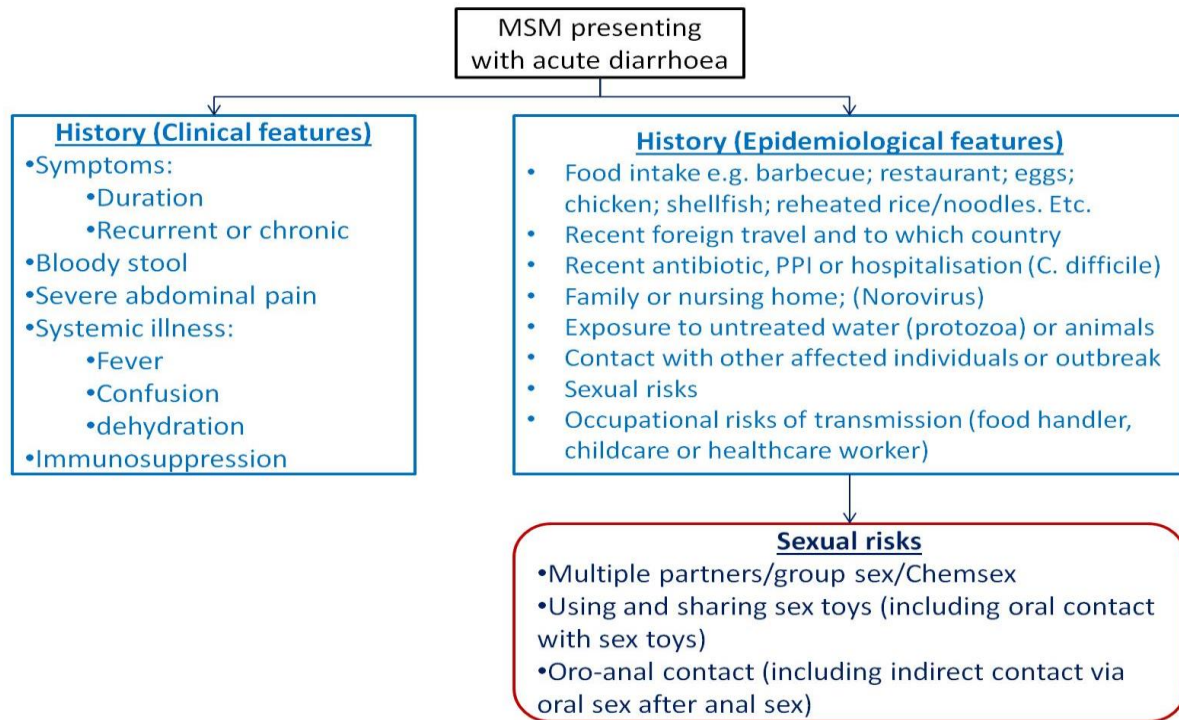 MSM presenting
with acute diarrhoea
History (Clinical features)
•Symptoms:
•Duration
•Recurrent or chronic
•Bloody stool
•Severe abdominal pain
•Systemic illness:
•Fever
•Confusion
•dehydration
•Immunosuppression
History (Epidemiological features)
• Food intake e.g. barbecue; restaurant; eggs;
chicken; shellfish; reheated rice/noodles. Etc.
• Recent foreign travel and to which country
• Recent antibiotic, PPI or hospitalisation (C. difficile)
• Family or nursing home; (Norovirus)
• Exposure to untreated water (protozoa) or animals
• Contact with other affected individuals or outbreak
• Sexual risks
• Occupational risks of transmission (food handler,
childcare or healthcare worker)
Sexual risks
•Multiple partners/group sex/Chemsex
•Using and sharing sex toys (including oral contact
with sex toys)
•Oro-anal contact (including indirect contact via
oral sex after anal sex)